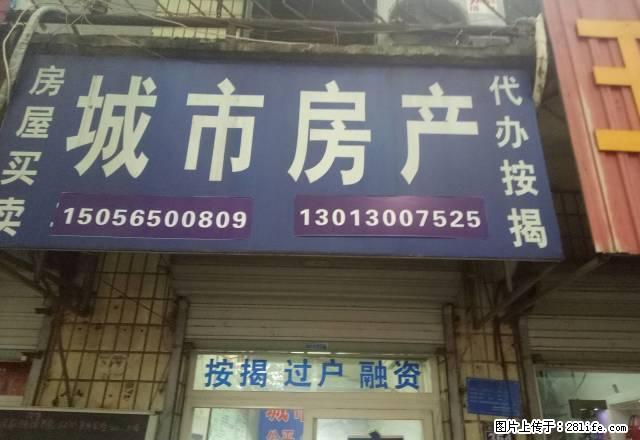 房屋买卖
城市房产
代办按揭
15056500809
13013007525
按揭 过户 融资
图片上传于：281life.com